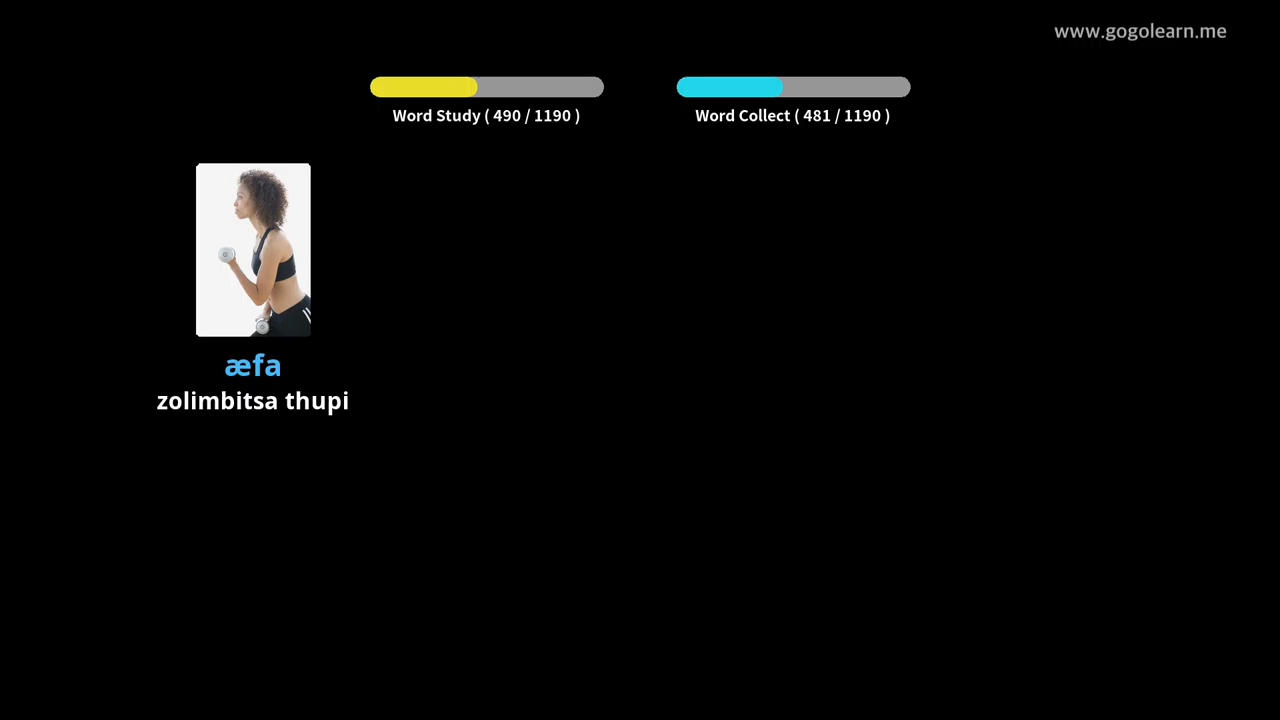 www.gogolearn.me
Word Study ( 490 / 1190 )
Word Collect ( 481 / 1190 )
æfa
zolimbitsa thupi